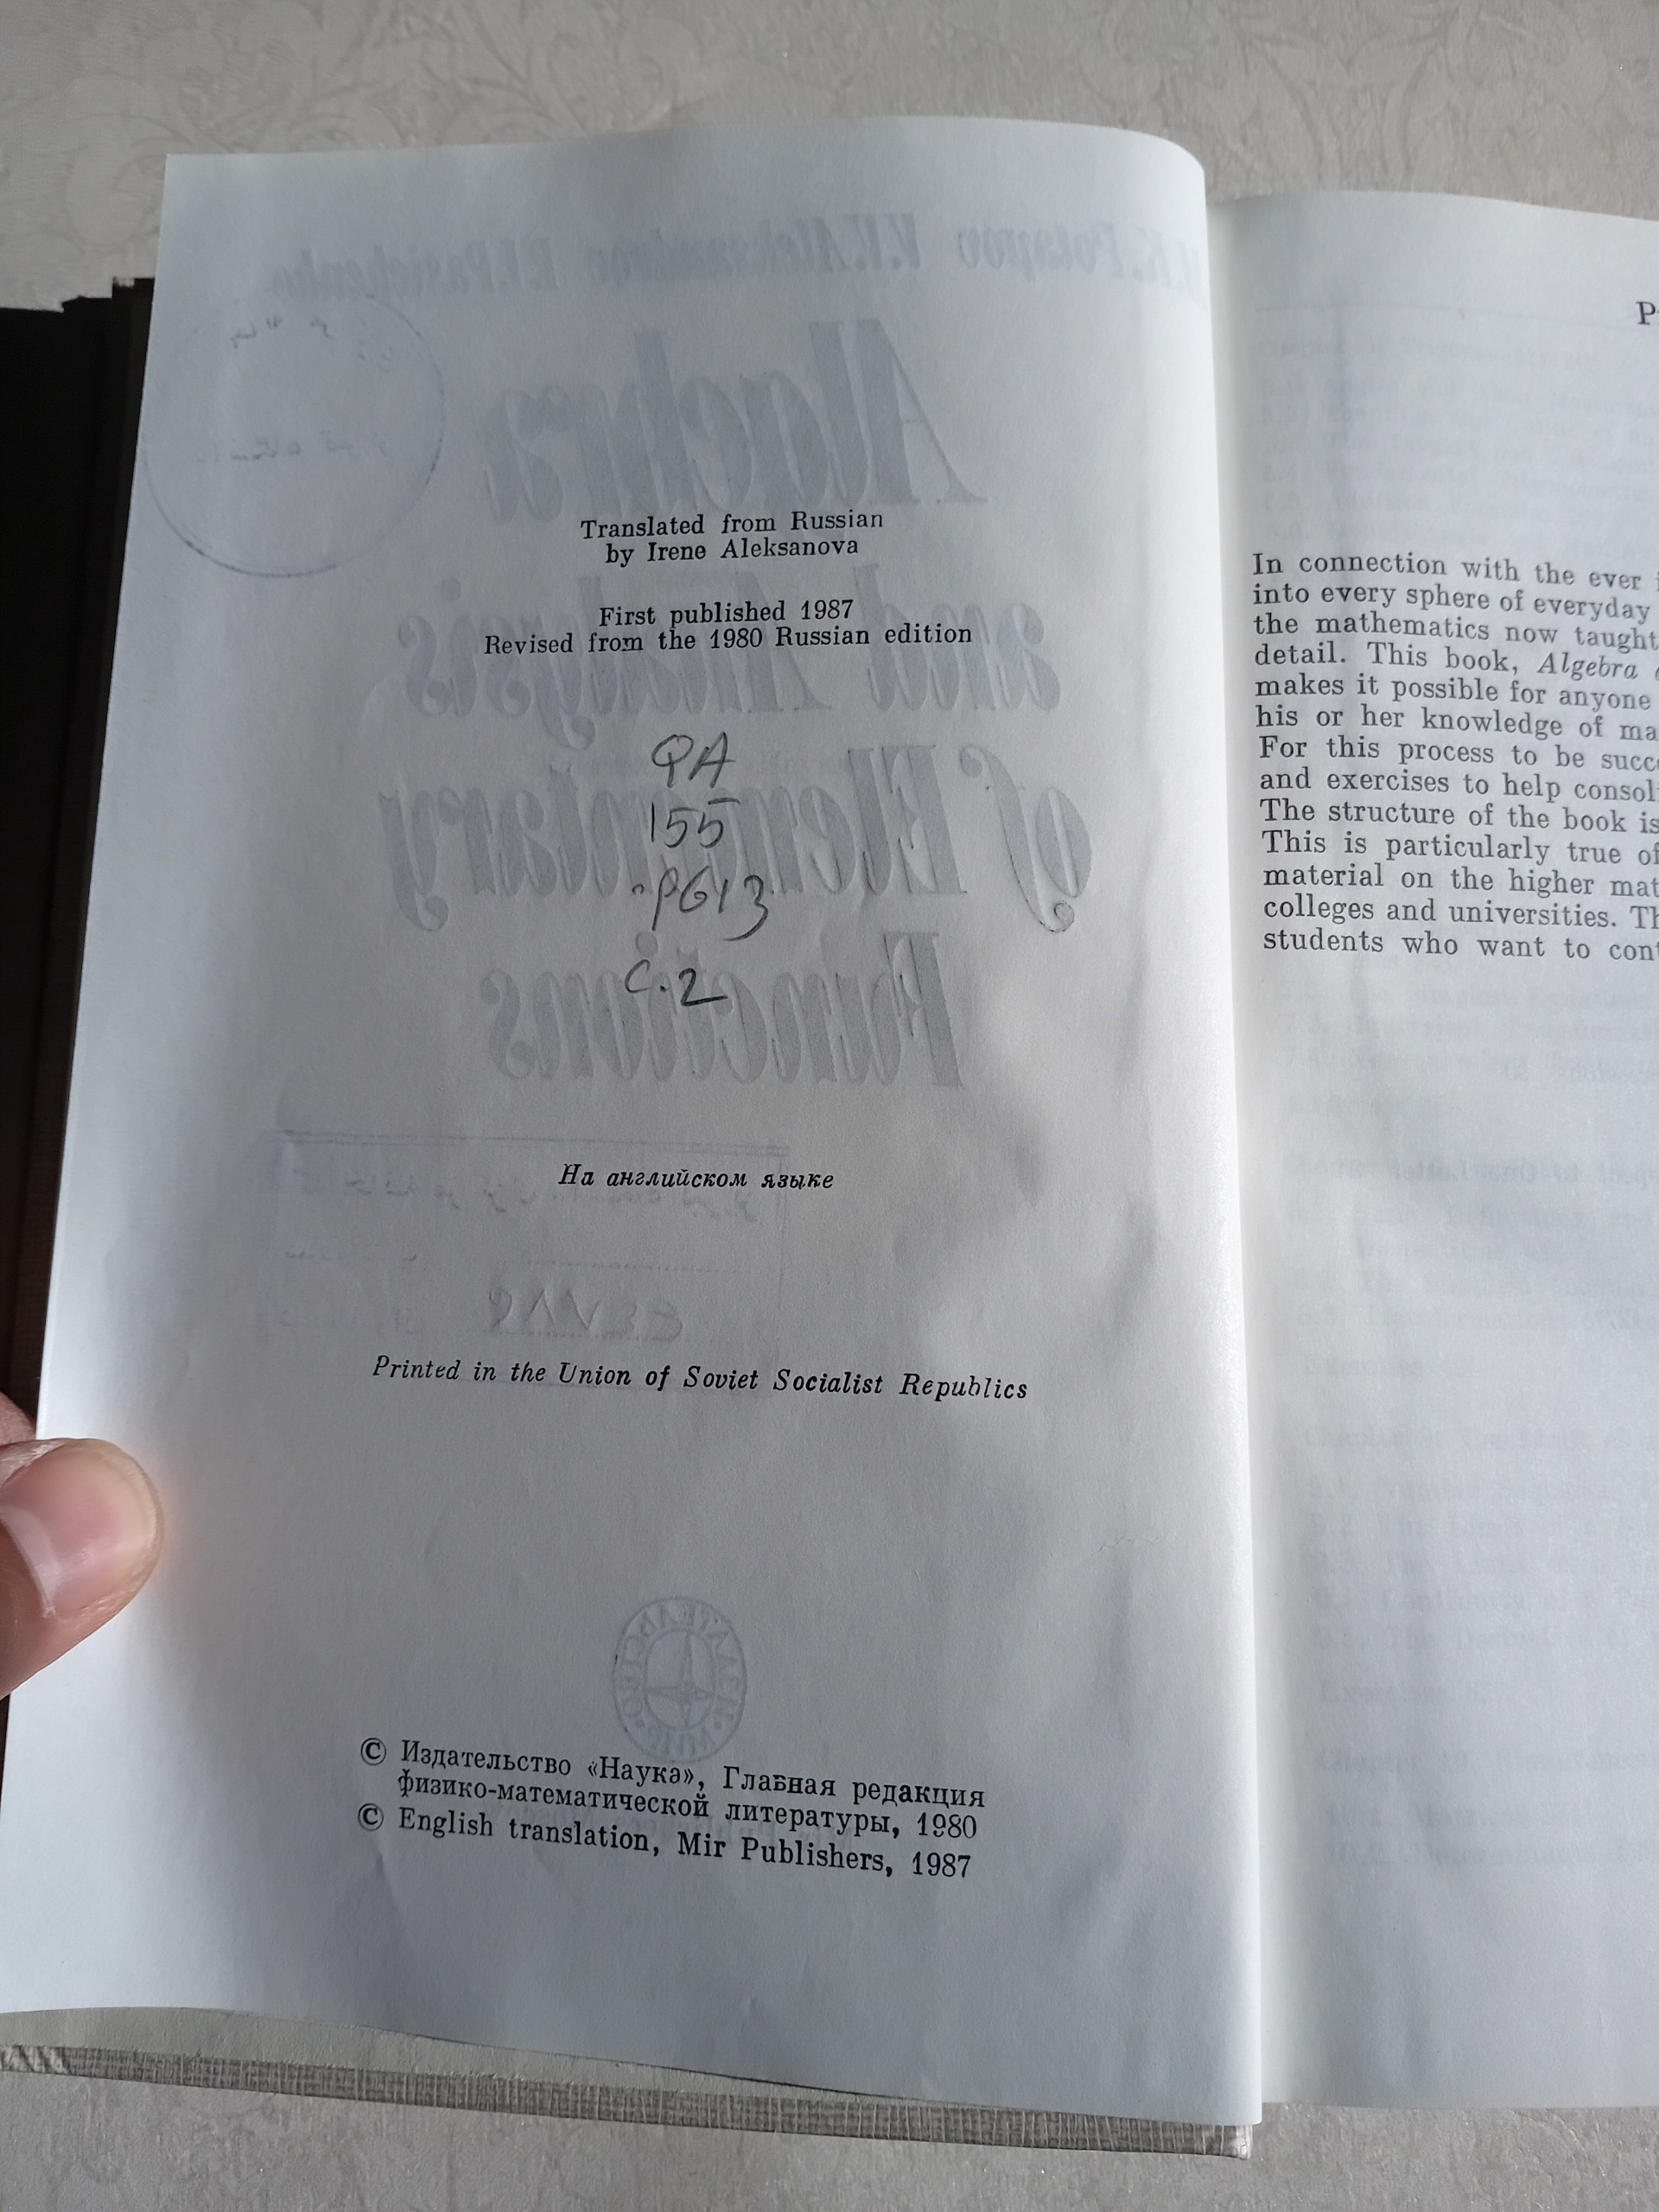 Translated from Russian
by Irene Aleksanova
First published 1987
Revised from the 1980 Russian edition
QA
155
.P613
C.2
На английском языке
Printed in the Union of Soviet Socialist Republics
© Издательство «Наука», Главная редакция
физико-математической литературы, 1980
© English translation, Mir Publishers, 1987
In connection with the ever
into every sphere of everyday
the mathematics now taught
detail. This book, Algebra
makes it possible for anyone
his or her knowledge of ma
For this process to be succ
and exercises to help consol
The structure of the book is
This is particularly true of
material on the higher mat
colleges and universities. Th
students who want to cont